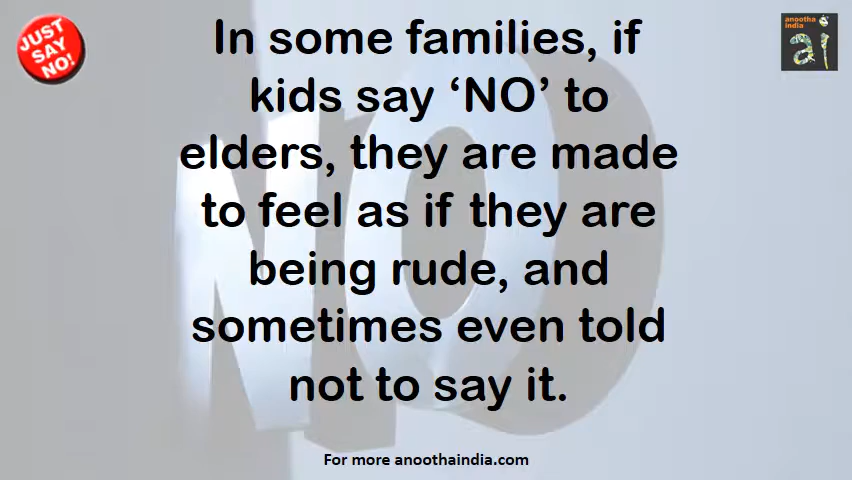 JUST
SAY
NO!
anootha
india
ai
In some families, if
kids say ‘NO’ to
elders, they are made
to feel as if they are
being rude, and
sometimes even told
not to say it.
NO
For more anoothaindia.com